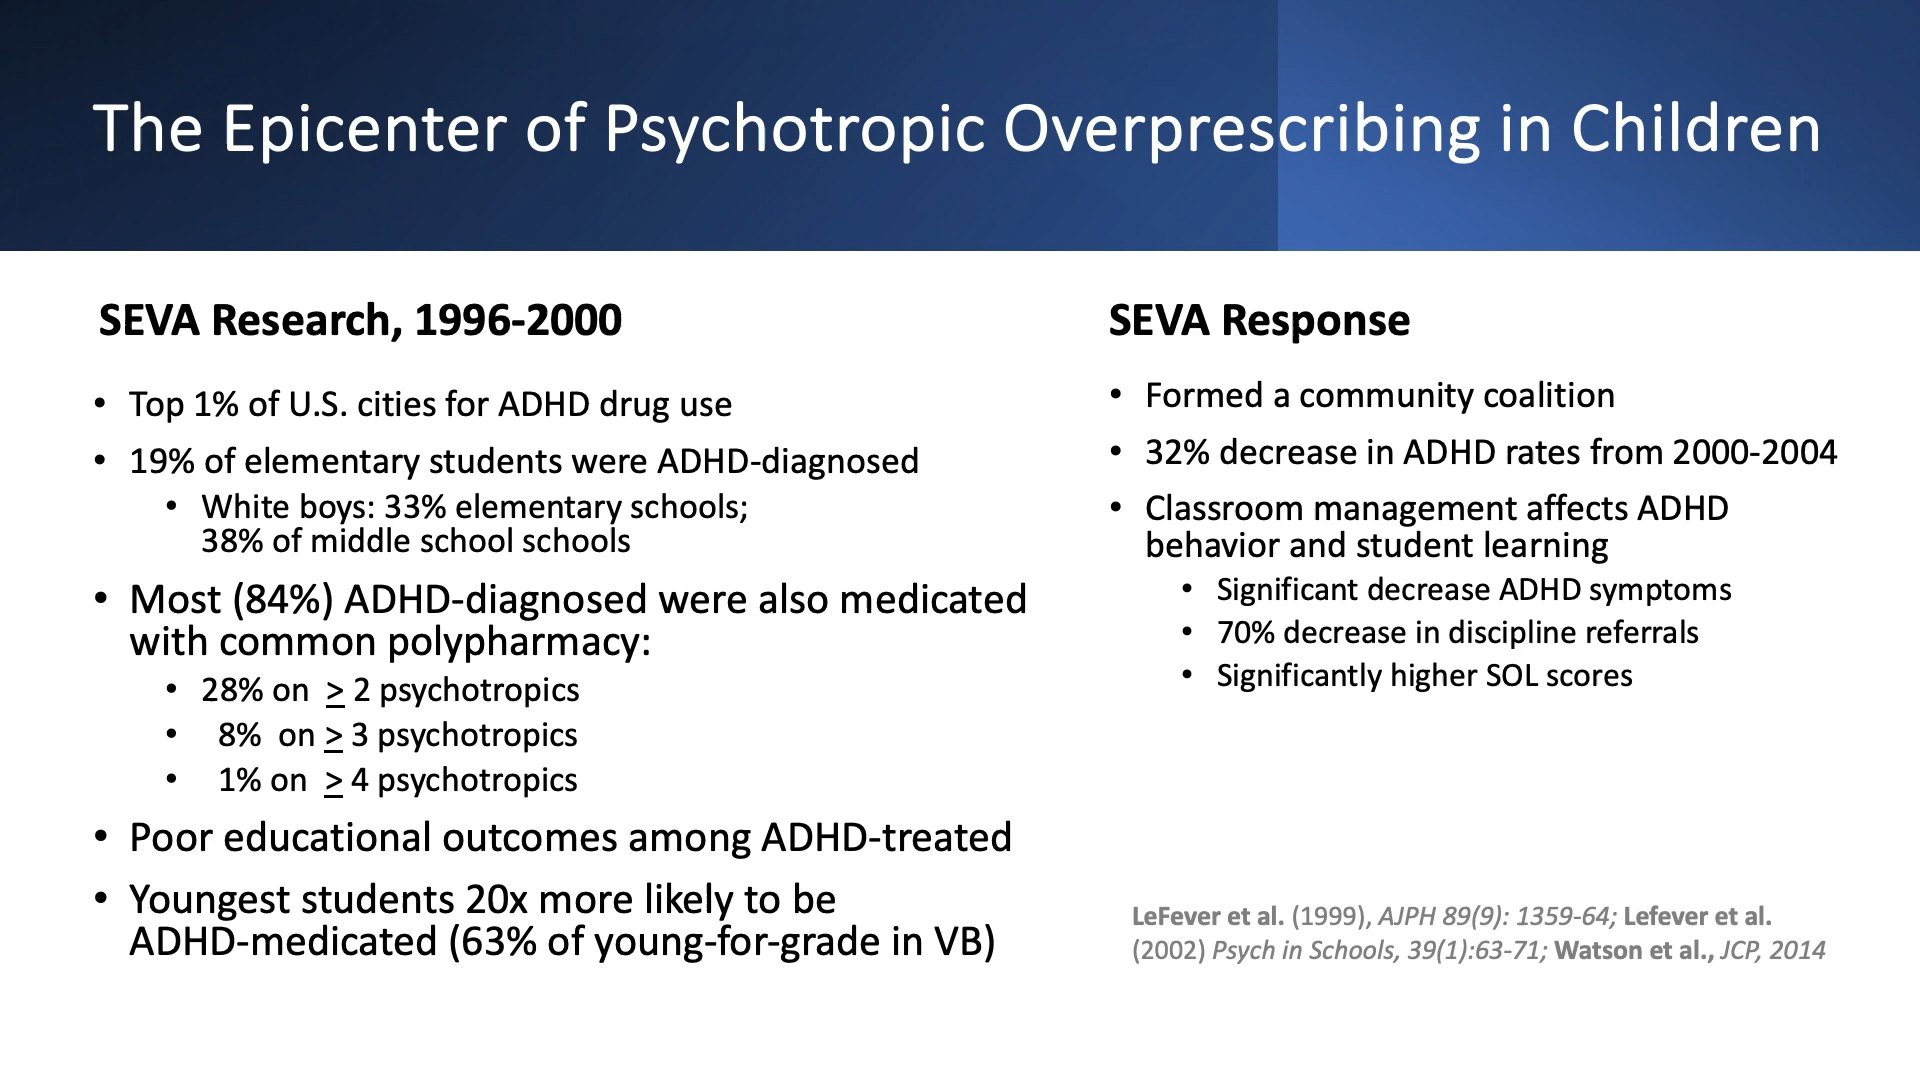 The Epicenter of Psychotropic Overprescribing in Children
SEVA Research, 1996-2000
• Top 1% of U.S. cities for ADHD drug use
• 19% of elementary students were ADHD-diagnosed
• White boys: 33% elementary schools;
38% of middle school schools
• Most (84%) ADHD-diagnosed were also medicated
with common polypharmacy:
• 28% on ≥ 2 psychotropics
• 8% on ≥ 3 psychotropics
• 1% on ≥ 4 psychotropics
• Poor educational outcomes among ADHD-treated
• Youngest students 20x more likely to be
ADHD-medicated (63% of young-for-grade in VB)
SEVA Response
• Formed a community coalition
• 32% decrease in ADHD rates from 2000-2004
• Classroom management affects ADHD
behavior and student learning
• Significant decrease ADHD symptoms
• 70% decrease in discipline referrals
• Significantly higher SOL scores
LeFever et al. (1999), AJPH 89(9): 1359-64; Lefever et al.
(2002) Psych in Schools, 39(1):63-71; Watson et al., JCP, 2014